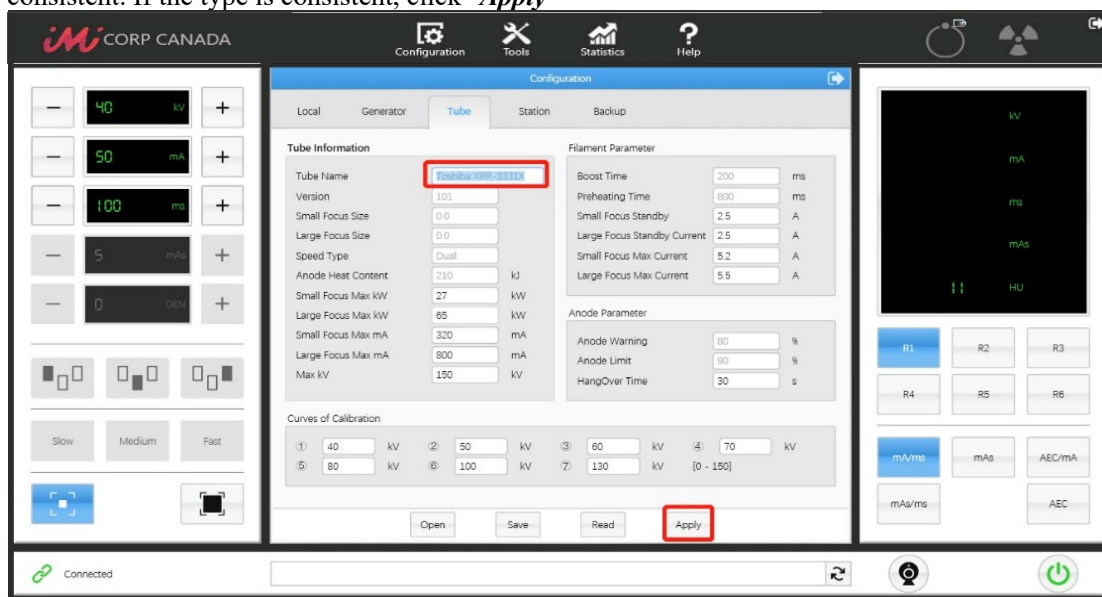 consistent. If the type is consistent, click "Apply"
iMi CORP CANADA
Configuration
Tools
Statistics
?
Help
Configuration
Local Generator Tube Station Backup
40 kV
50 mA
100 ms
5 mAs
0 DEN
Slow Medium Fast
Tube Information
Tube Name Toshiba XRR-3331X
Version 101
Small Focus Size 0.0
Large Focus Size 0.0
Speed Type Dual
Anode Heat Content 210 kJ
Small Focus Max kW 27 kW
Large Focus Max kW 65 kW
Small Focus Max mA 320 mA
Large Focus Max mA 800 mA
Max kV 150 kV
Filament Parameter
Boost Time 200 ms
Preheating Time 800 ms
Small Focus Standby 2.5 A
Large Focus Standby Current 2.5 A
Small Focus Max Current 5.2 A
Large Focus Max Current 5.5 A
Anode Parameter
Anode Warning 80 %
Anode Limit 90 %
HangOver Time 30 s
Curves of Calibration
① 40 kV ② 50 kV ③ 60 kV ④ 70 kV
⑤ 80 kV ⑥ 100 kV ⑦ 130 kV [0 - 150]
Open Save Read Apply
kV
mA
ms
mAs
11 HU
R1 R2 R3
R4 R5 R6
mA/ms mAs AEC/mA
mAs/ms AEC
Connected